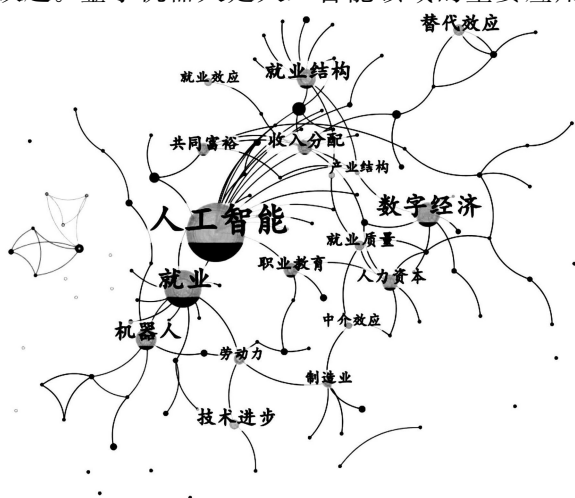 替代效应
就业结构
就业效应
共同富裕
收入分配
产业结构
人工智能
数字经济
就业质量
职业教育
人力资本
就业
中介效应
机器人
劳动力
制造业
技术进步